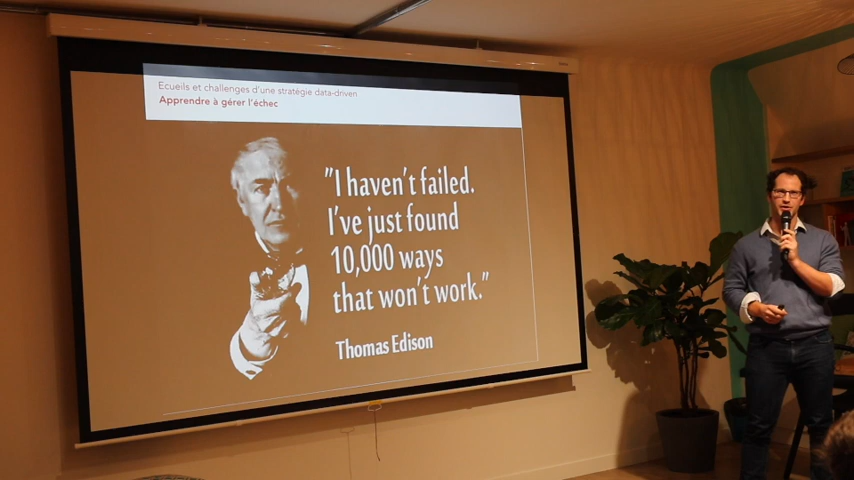 Ecueils et challenges d'une stratégie data-driven
Apprendre à gérer l'échec
"I haven't failed.
I've just found
10,000 ways
that won't work."
Thomas Edison